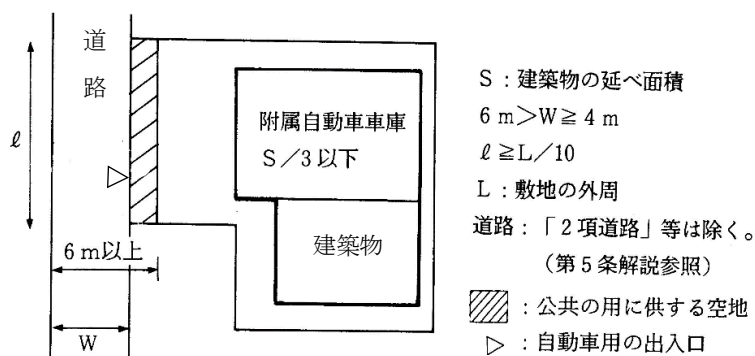 道
路
ℓ
附属自動車車庫
S/3以下
建築物
6m以上
W
S:建築物の延べ面積
6m>W≧4m
ℓ≧L/10
L:敷地の外周
道路:「2項道路」等は除く。
(第5条解説参照)
:公共の用に供する空地
▷:自動車用の出入口